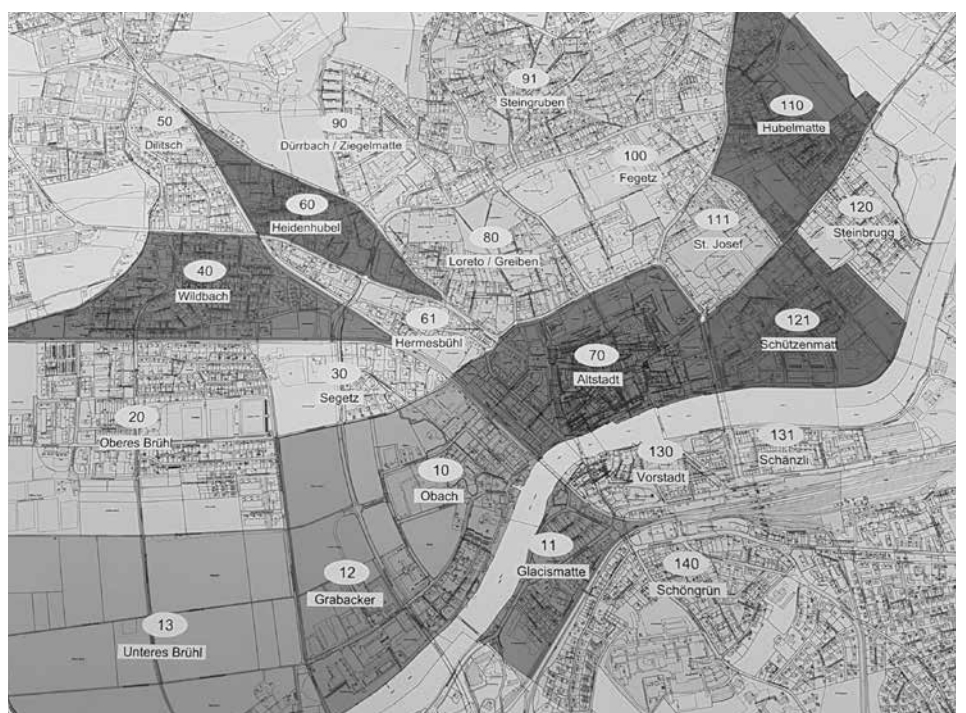 91
Steingruben
110
Hubelmatte
50
Dilitsch
90
Dürrbach / Ziegelmatte
100
Fegetz
60
Heidenhubel
111
St. Josef
120
Steinbrugg
80
Loreto / Greiben
40
Wildbach
61
Hermesbühl
121
Schützenmatt
70
Altstadt
30
Segetz
20
Oberes Brühl
10
Obach
130
Vorstadt
131
Schänzli
11
Glacismatte
12
Grabacker
140
Schöngrün
13
Unteres Brühl